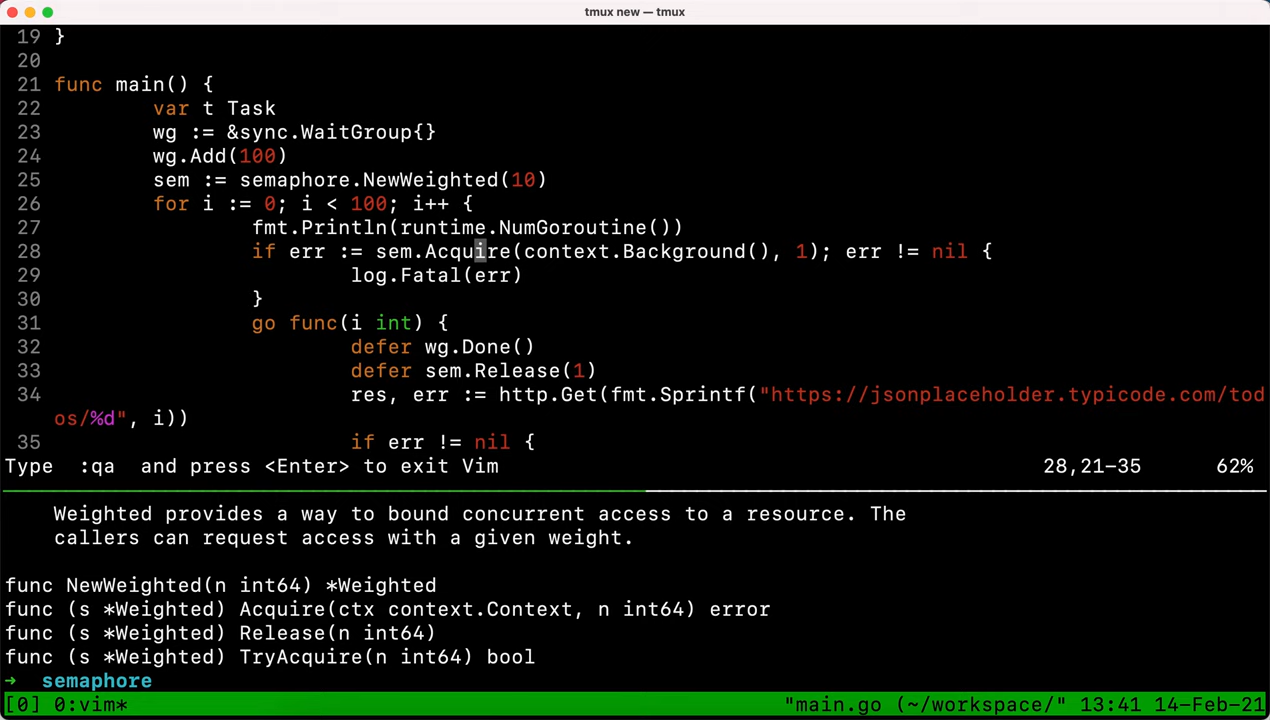 tmux new — tmux
19 }
20
21 func main() {
22         var t Task
23         wg := &sync.WaitGroup{}
24         wg.Add(100)
25         sem := semaphore.NewWeighted(10)
26         for i := 0; i < 100; i++ {
27                 fmt.Println(runtime.NumGoroutine())
28                 if err := sem.Acquire(context.Background(), 1); err != nil {
29                         log.Fatal(err)
30                 }
31                 go func(i int) {
32                         defer wg.Done()
33                         defer sem.Release(1)
34                         res, err := http.Get(fmt.Sprintf("https://jsonplaceholder.typicode.com/tod
os/%d", i))
35                         if err != nil {
Type  :qa  and press <Enter> to exit Vim 28,21-35 62%
Weighted provides a way to bound concurrent access to a resource. The
callers can request access with a given weight.
func NewWeighted(n int64) *Weighted
func (s *Weighted) Acquire(ctx context.Context, n int64) error
func (s *Weighted) Release(n int64)
func (s *Weighted) TryAcquire(n int64) bool
→ semaphore
[0] 0:vim* "main.go (~/workspace/" 13:41 14-Feb-21